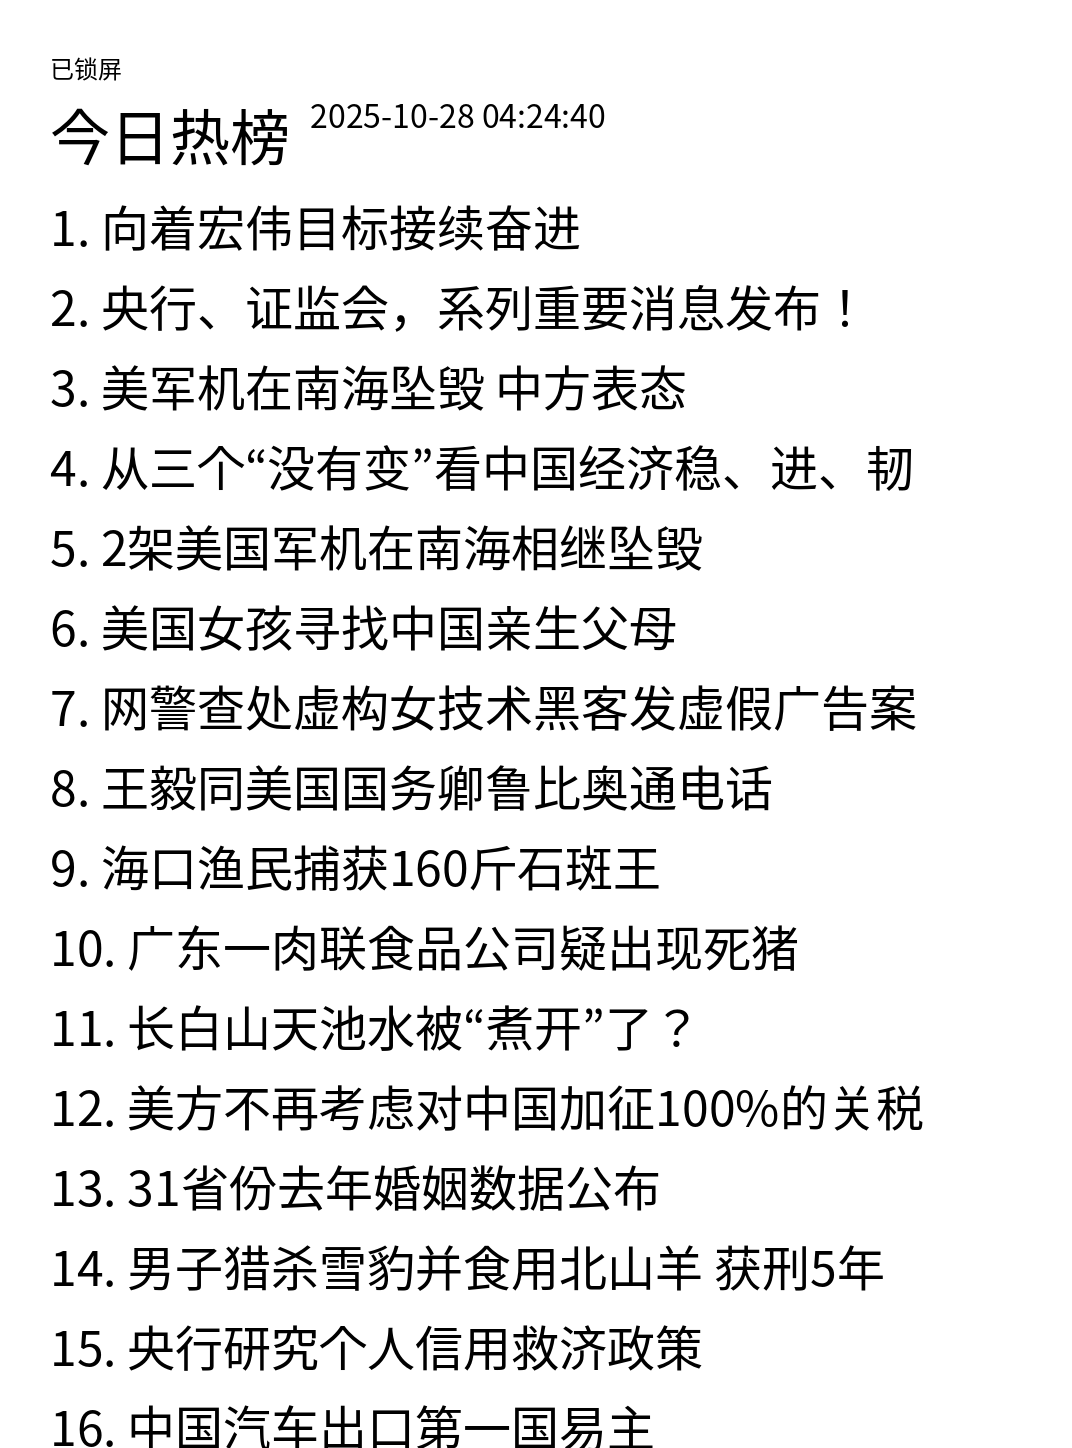 已锁屏
今日热榜 2025-10-28 04:24:40
1. 向着宏伟目标接续奋进
2. 央行、证监会，系列重要消息发布！
3. 美军机在南海坠毁 中方表态
4. 从三个“没有变”看中国经济稳、进、韧
5. 2架美国军机在南海相继坠毁
6. 美国女孩寻找中国亲生父母
7. 网警查处虚构女技术黑客发虚假广告案
8. 王毅同美国国务卿鲁比奥通电话
9. 海口渔民捕获160斤石斑王
10. 广东一肉联食品公司疑出现死猪
11. 长白山天池水被“煮开”了？
12. 美方不再考虑对中国加征100%的关税
13. 31省份去年婚姻数据公布
14. 男子猎杀雪豹并食用北山羊 获刑5年
15. 央行研究个人信用救济政策
16. 中国汽车出口第一国易主